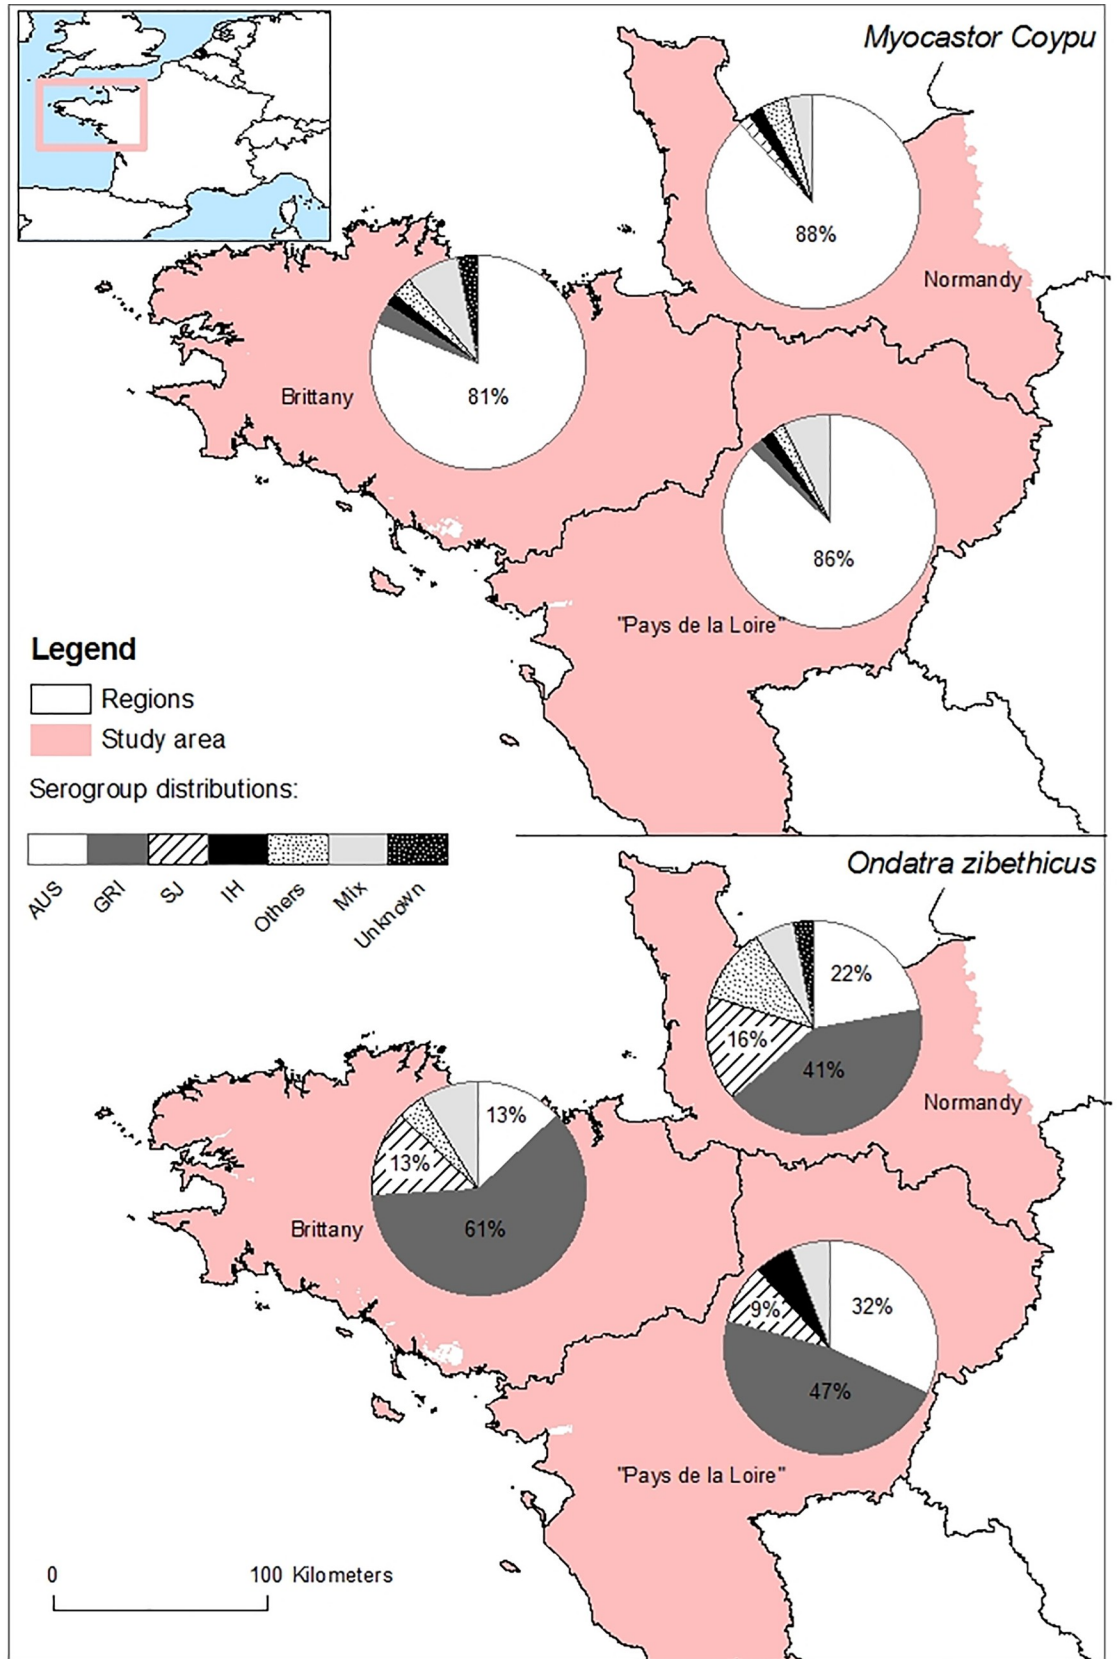 Myocastor Coypu
88%
Normandy
Brittany
81%
86%
"Pays de la Loire"
Legend
Regions
Study area
Serogroup distributions:
AUS
GRI
SJ
IH
Others
Mix
Unknown
Ondatra zibethicus
22%
16%
41%
Normandy
13%
13%
Brittany
61%
32%
9%
47%
"Pays de la Loire"
0
100 Kilometers